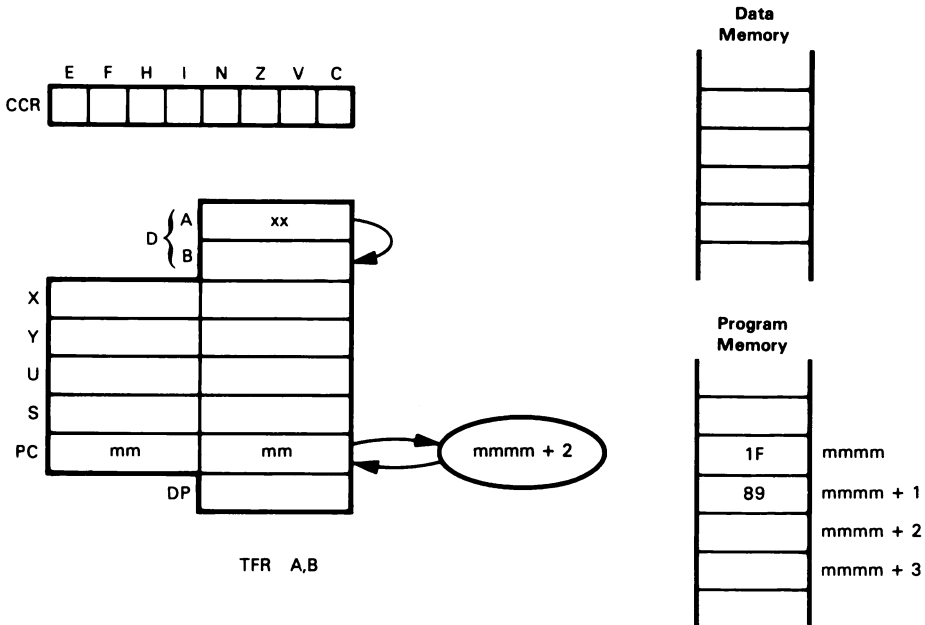 Data
Memory
E F H I N Z V C
CCR
D { A xx
B
X
Y
U
S
PC mm mm mmmm + 2
DP
TFR A,B
Program
Memory
1F mmmm
89 mmmm + 1
mmmm + 2
mmmm + 3